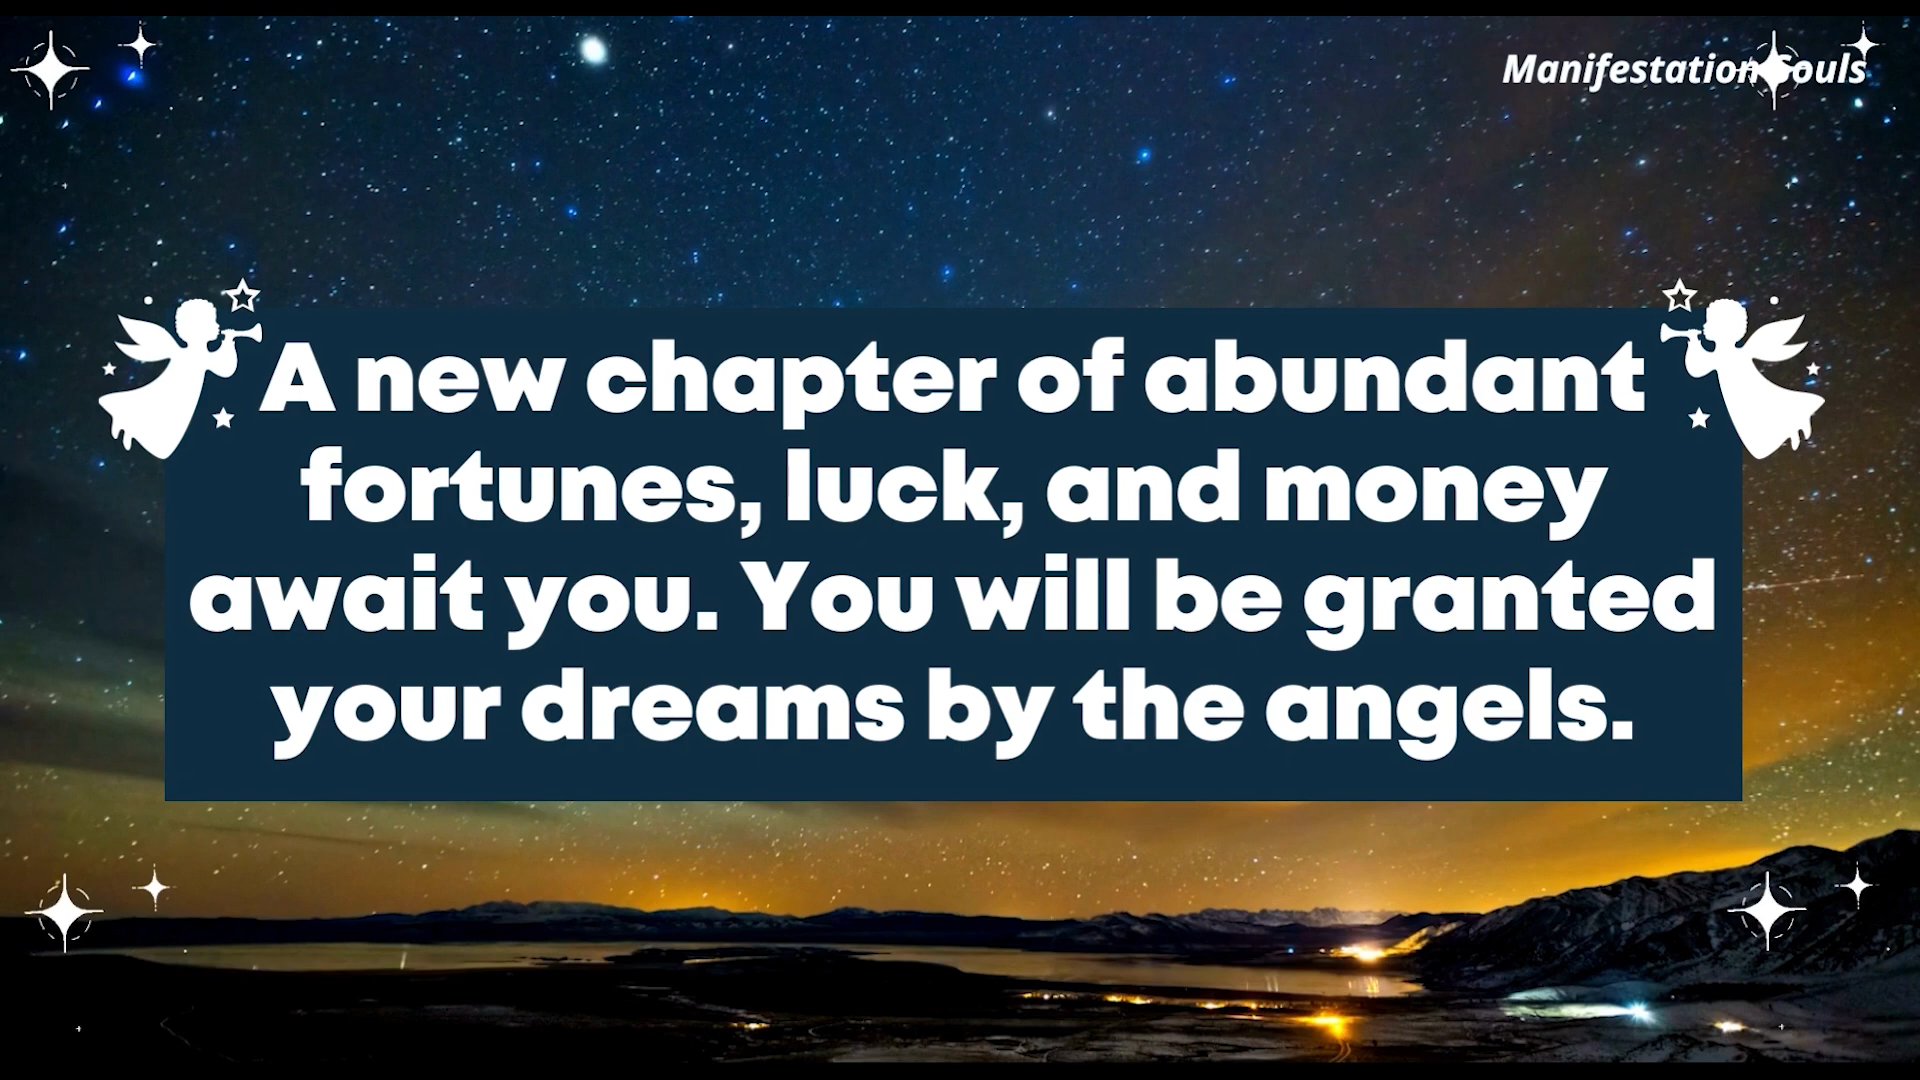 Manifestation Souls
A new chapter of abundant
fortunes, luck, and money
await you. You will be granted
your dreams by the angels.